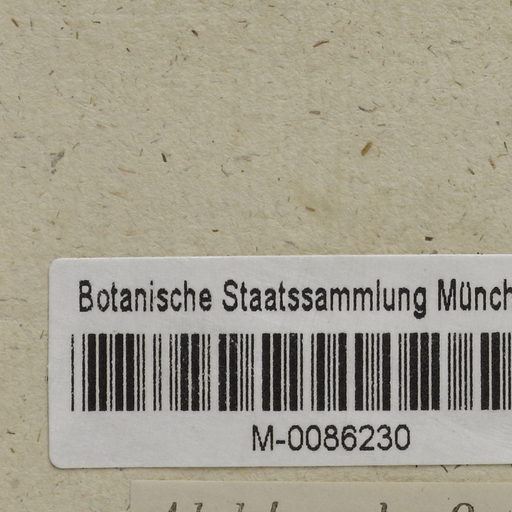 Botanische Staatssammlung Münch
M-0086230